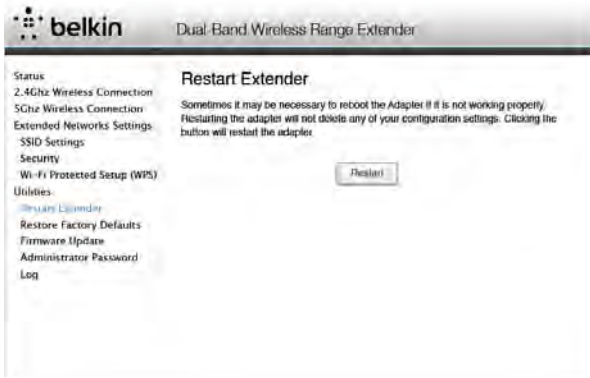 belkin
Dual-Band Wireless Range Extender
Status
2.4Ghz Wireless Connection
5Ghz Wireless Connection
Extended Networks Settings
SSID Settings
Security
Wi-Fi Protected Setup (WPS)
Utilities
Restart Extender
Restore Factory Defaults
Firmware Update
Administrator Password
Log
Restart Extender
Sometimes it may be necessary to reboot the Adapter if it is not working properly.
Restarting the adapter will not delete any of your configuration settings. Clicking the
button will restart the adapter.
Restart